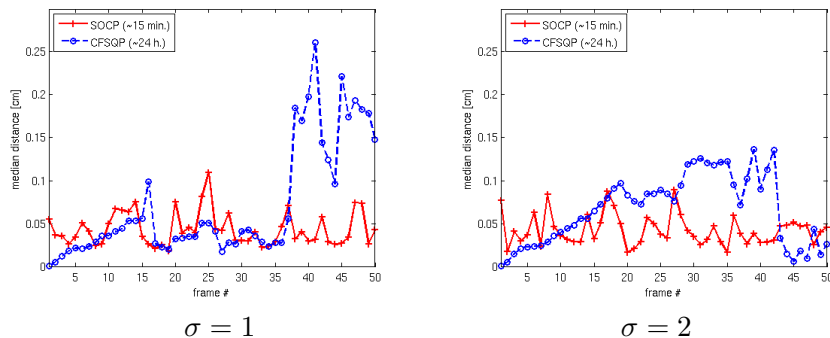 SOCP (~15 min.)
CFSQP (~24 h.)
0.25
0.2
0.15
0.1
0.05
0
median distance [cm]
5 10 15 20 25 30 35 40 45 50
frame #
σ = 1
SOCP (~15 min.)
CFSQP (~24 h.)
0.25
0.2
0.15
0.1
0.05
0
median distance [cm]
5 10 15 20 25 30 35 40 45 50
frame #
σ = 2